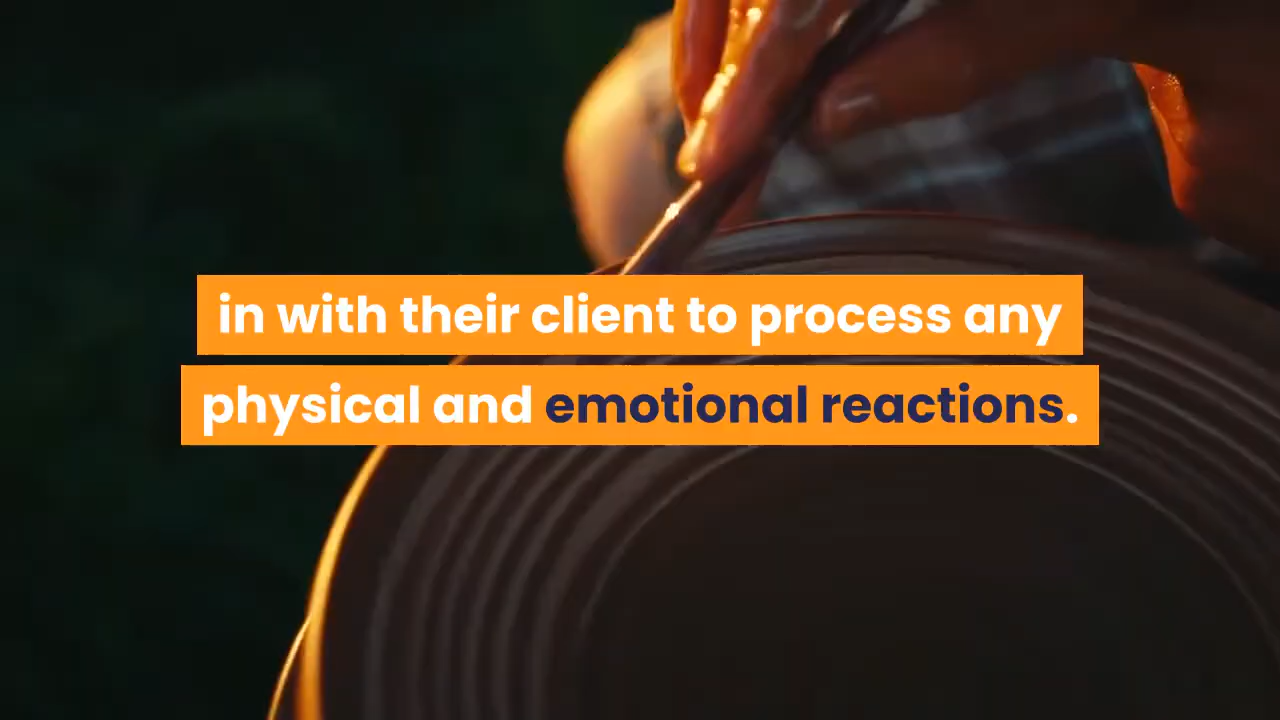 in with their client to process any
physical and emotional reactions.